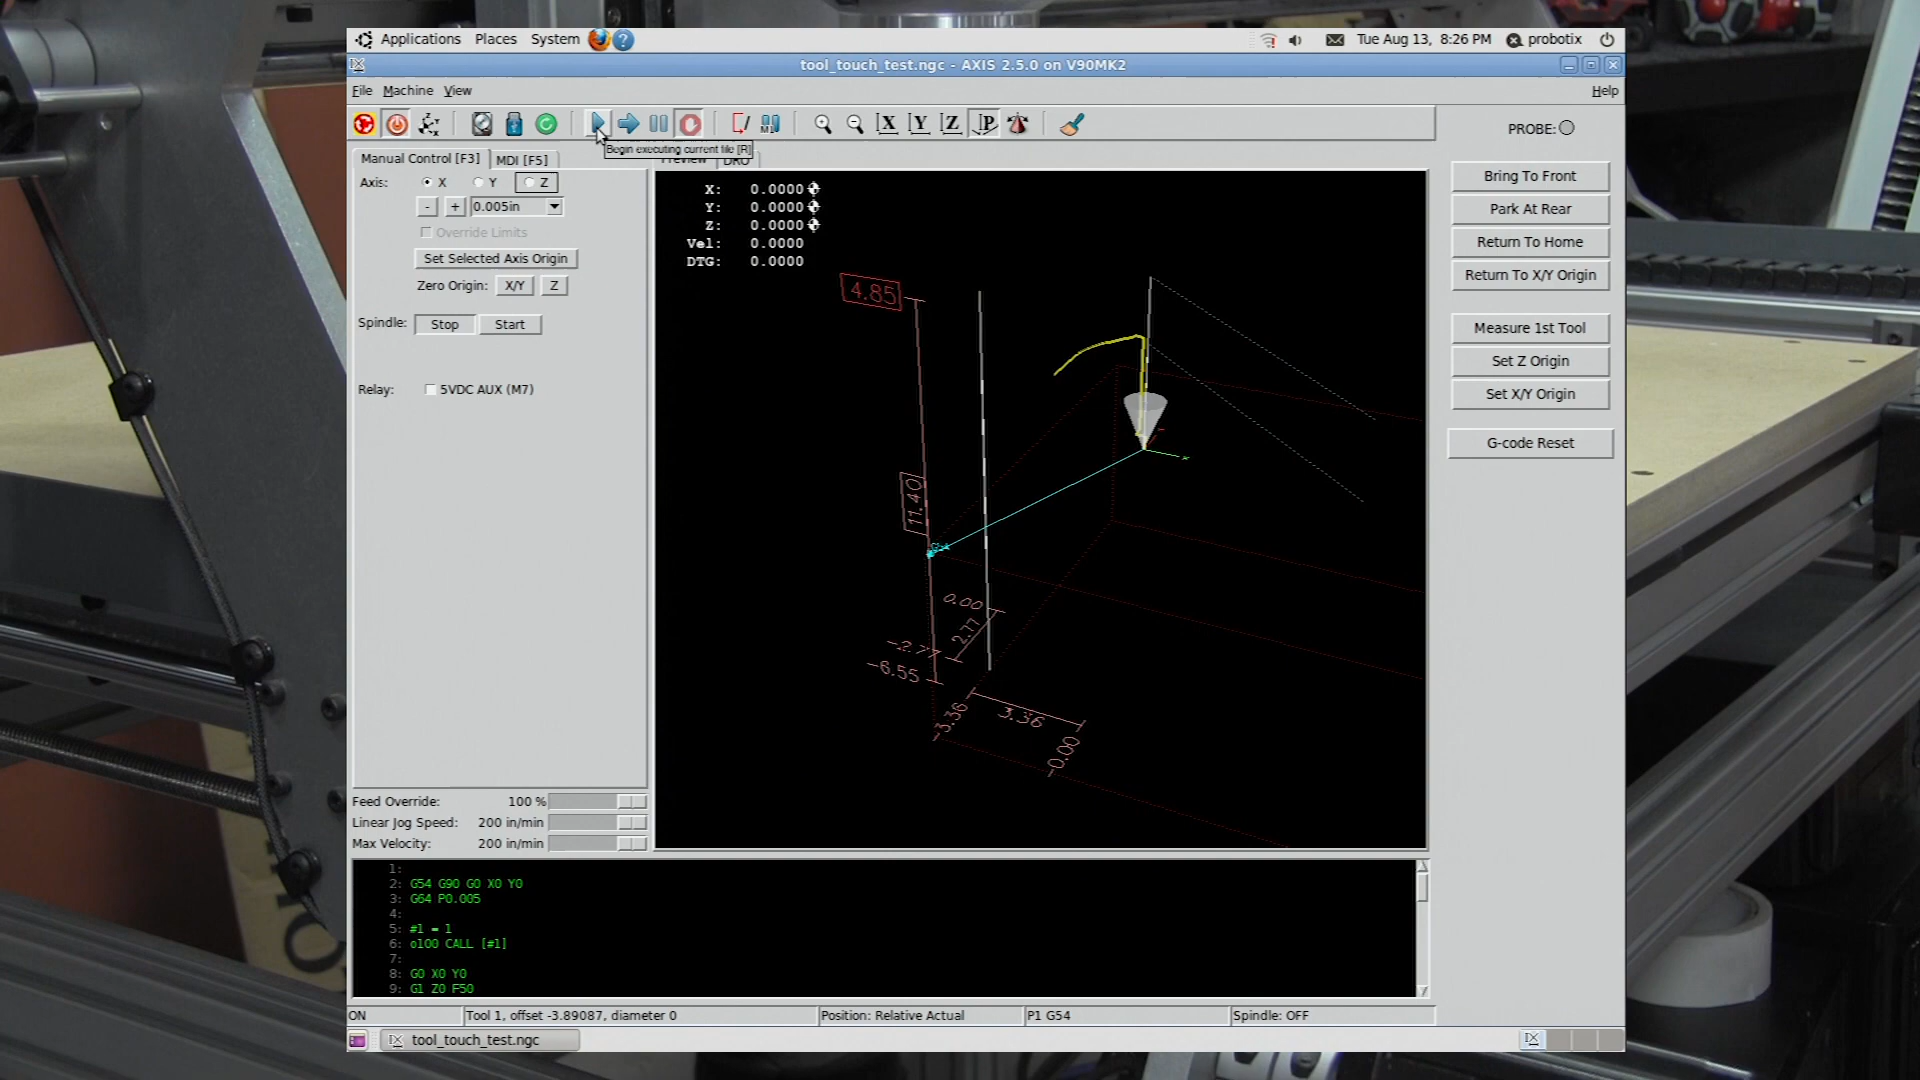 Applications Places System ? Tue Aug 13, 8:26 PM probotix
tool_touch_test.ngc - AXIS 2.5.0 on V90MK2
File Machine View Help
X Y Z P
Begin executing current file [R]
PROBE:
Manual Control [F3] MDI [F5] Preview DRO
Axis: X Y Z
- + 0.005in
Override Limits
Set Selected Axis Origin
Zero Origin: X/Y Z
Spindle: Stop Start
Relay: 5VDC AUX (M7)
Feed Override: 100 %
Linear Jog Speed: 200 in/min
Max Velocity: 200 in/min
X: 0.0000
Y: 0.0000
Z: 0.0000
Vel: 0.0000
DTG: 0.0000
4.85
11.40
0.00
2.77
-2.77
-6.55
-3.36
3.36
-0.00
Bring To Front
Park At Rear
Return To Home
Return To X/Y Origin
Measure 1st Tool
Set Z Origin
Set X/Y Origin
G-code Reset
1:
2: G54 G90 G0 X0 Y0
3: G64 P0.005
4:
5: #1 = 1
6: o100 CALL [#1]
7:
8: G0 X0 Y0
9: G1 Z0 F50
ON Tool 1, offset -3.89087, diameter 0 Position: Relative Actual P1 G54 Spindle: OFF
tool_touch_test.ngc